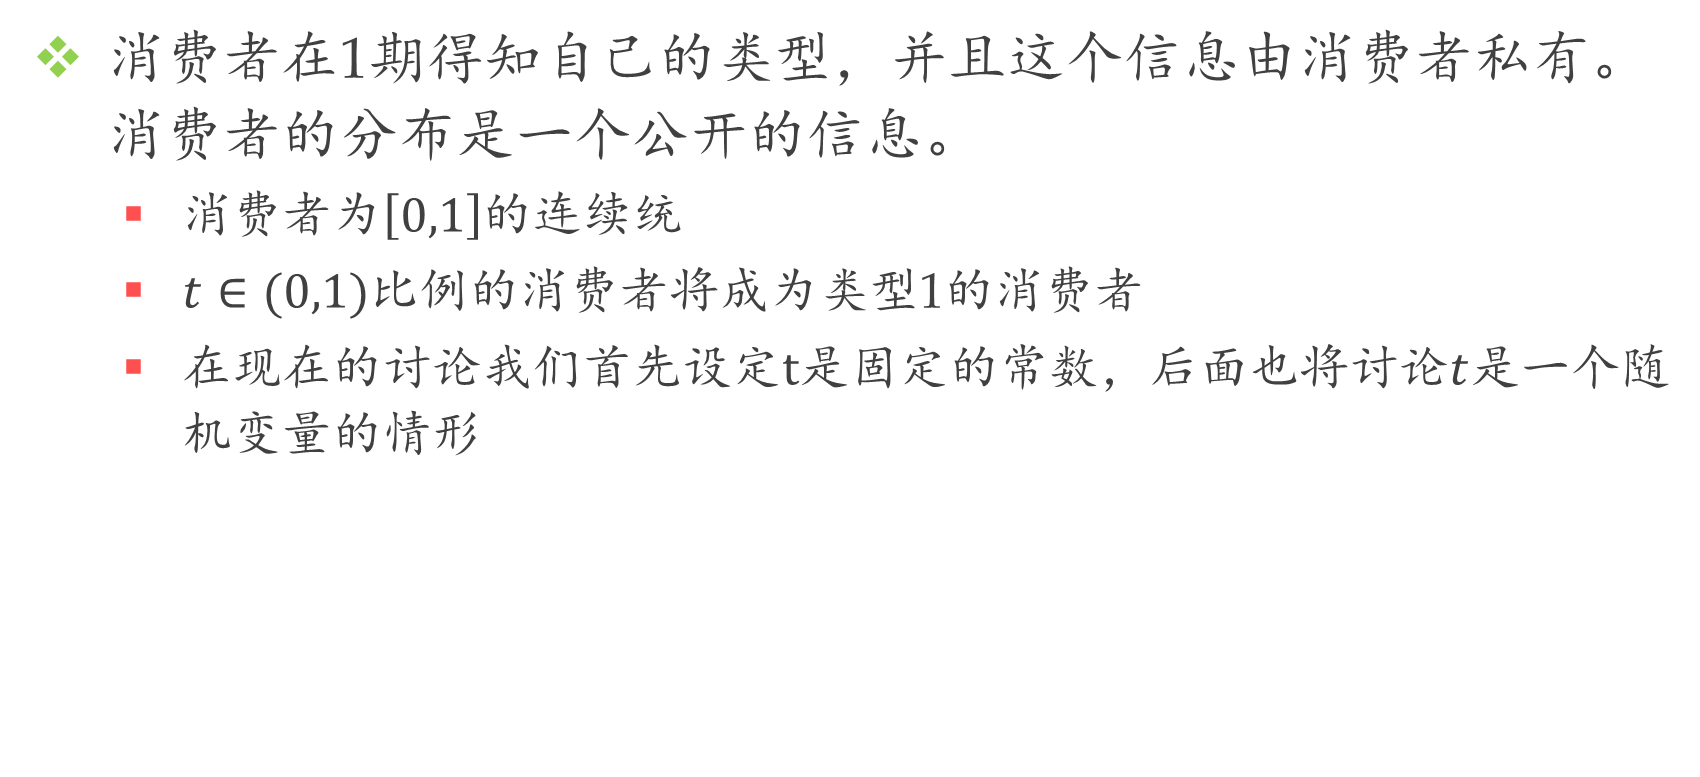 消费者在1期得知自己的类型，并且这个信息由消费者私有。
消费者的分布是一个公开的信息。
消费者为[0,1]的连续统
t ∈ (0,1)比例的消费者将成为类型1的消费者
在现在的讨论我们首先设定t是固定的常数，后面也将讨论t是一个随
机变量的情形